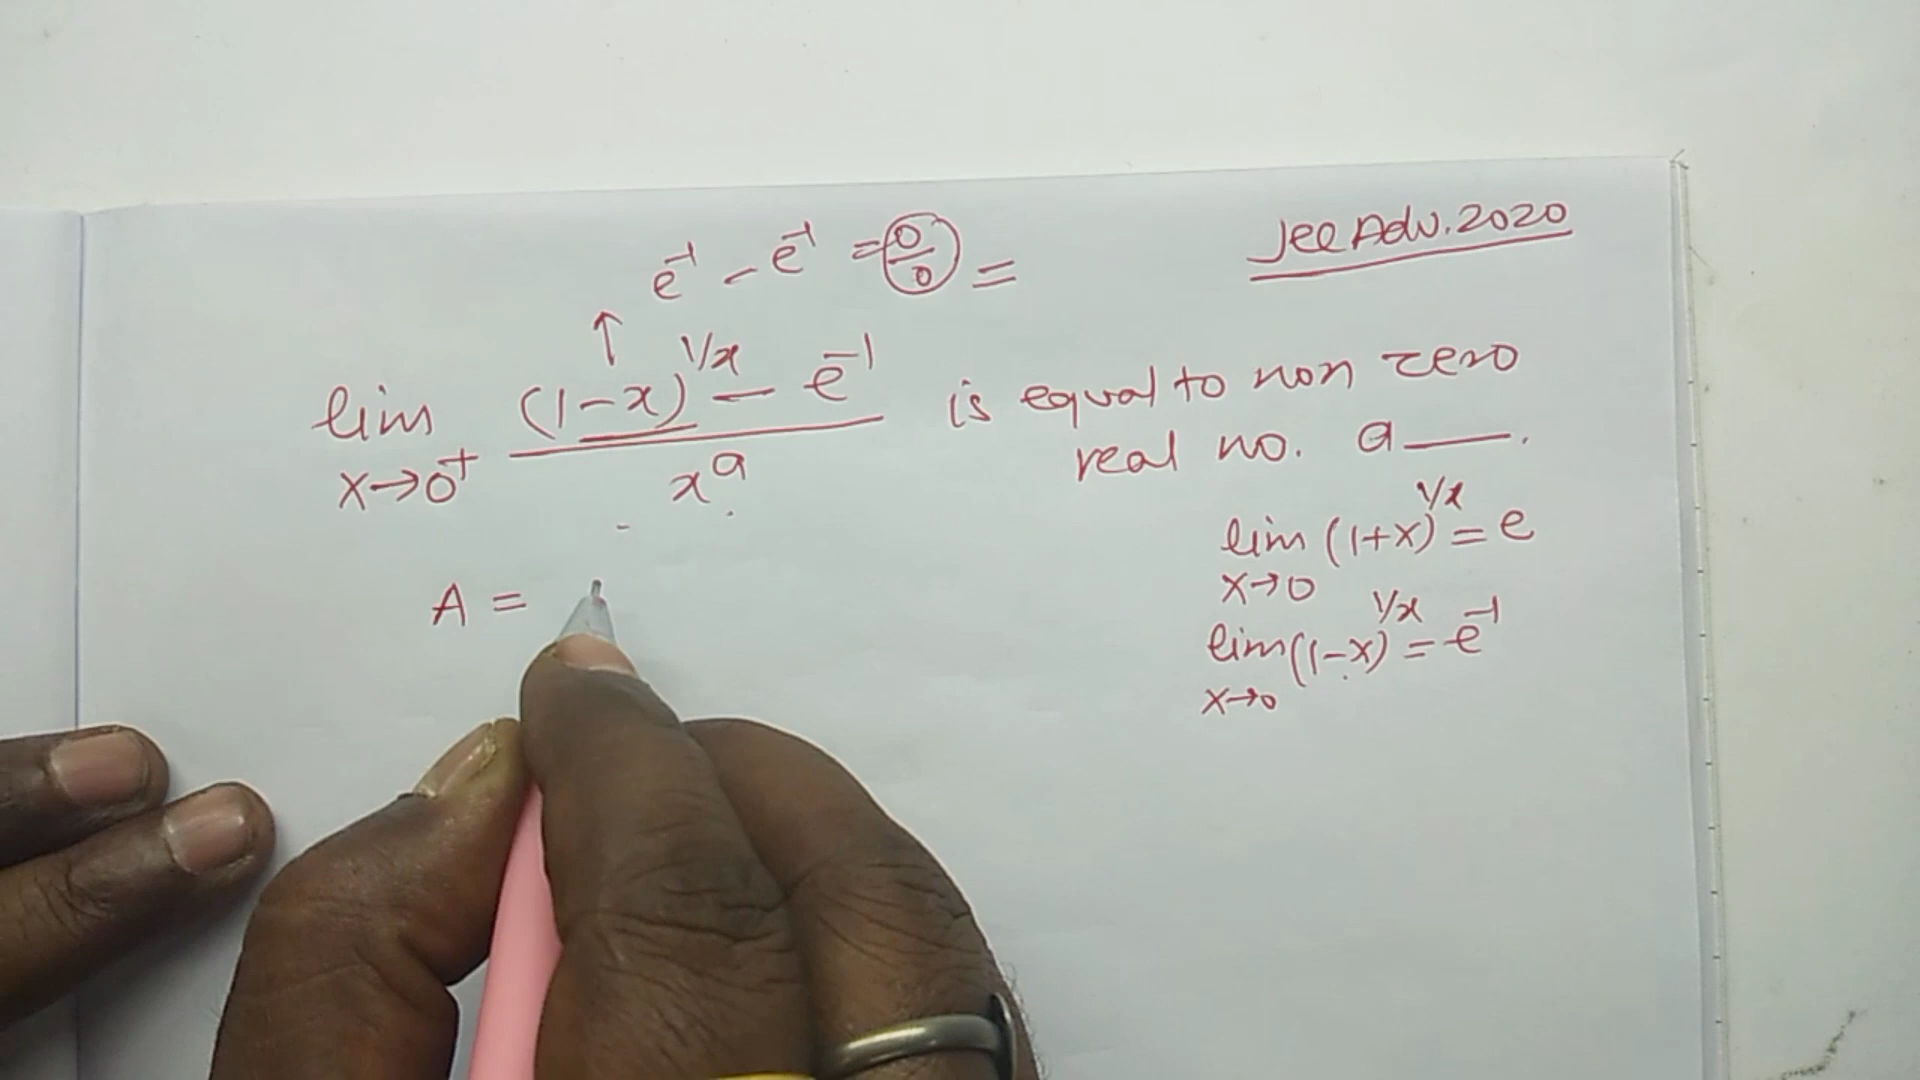 Jee Adv. 2020
e⁻¹ - e⁻¹ = 0/0 =
↑
lim x→0⁺ ((1-x)^{1/x} - e⁻¹)/x^a is equal to non zero
real no. a ___.
lim x→0 (1+x)^{1/x} = e
lim x→0 (1-x)^{1/x} = e⁻¹
A =